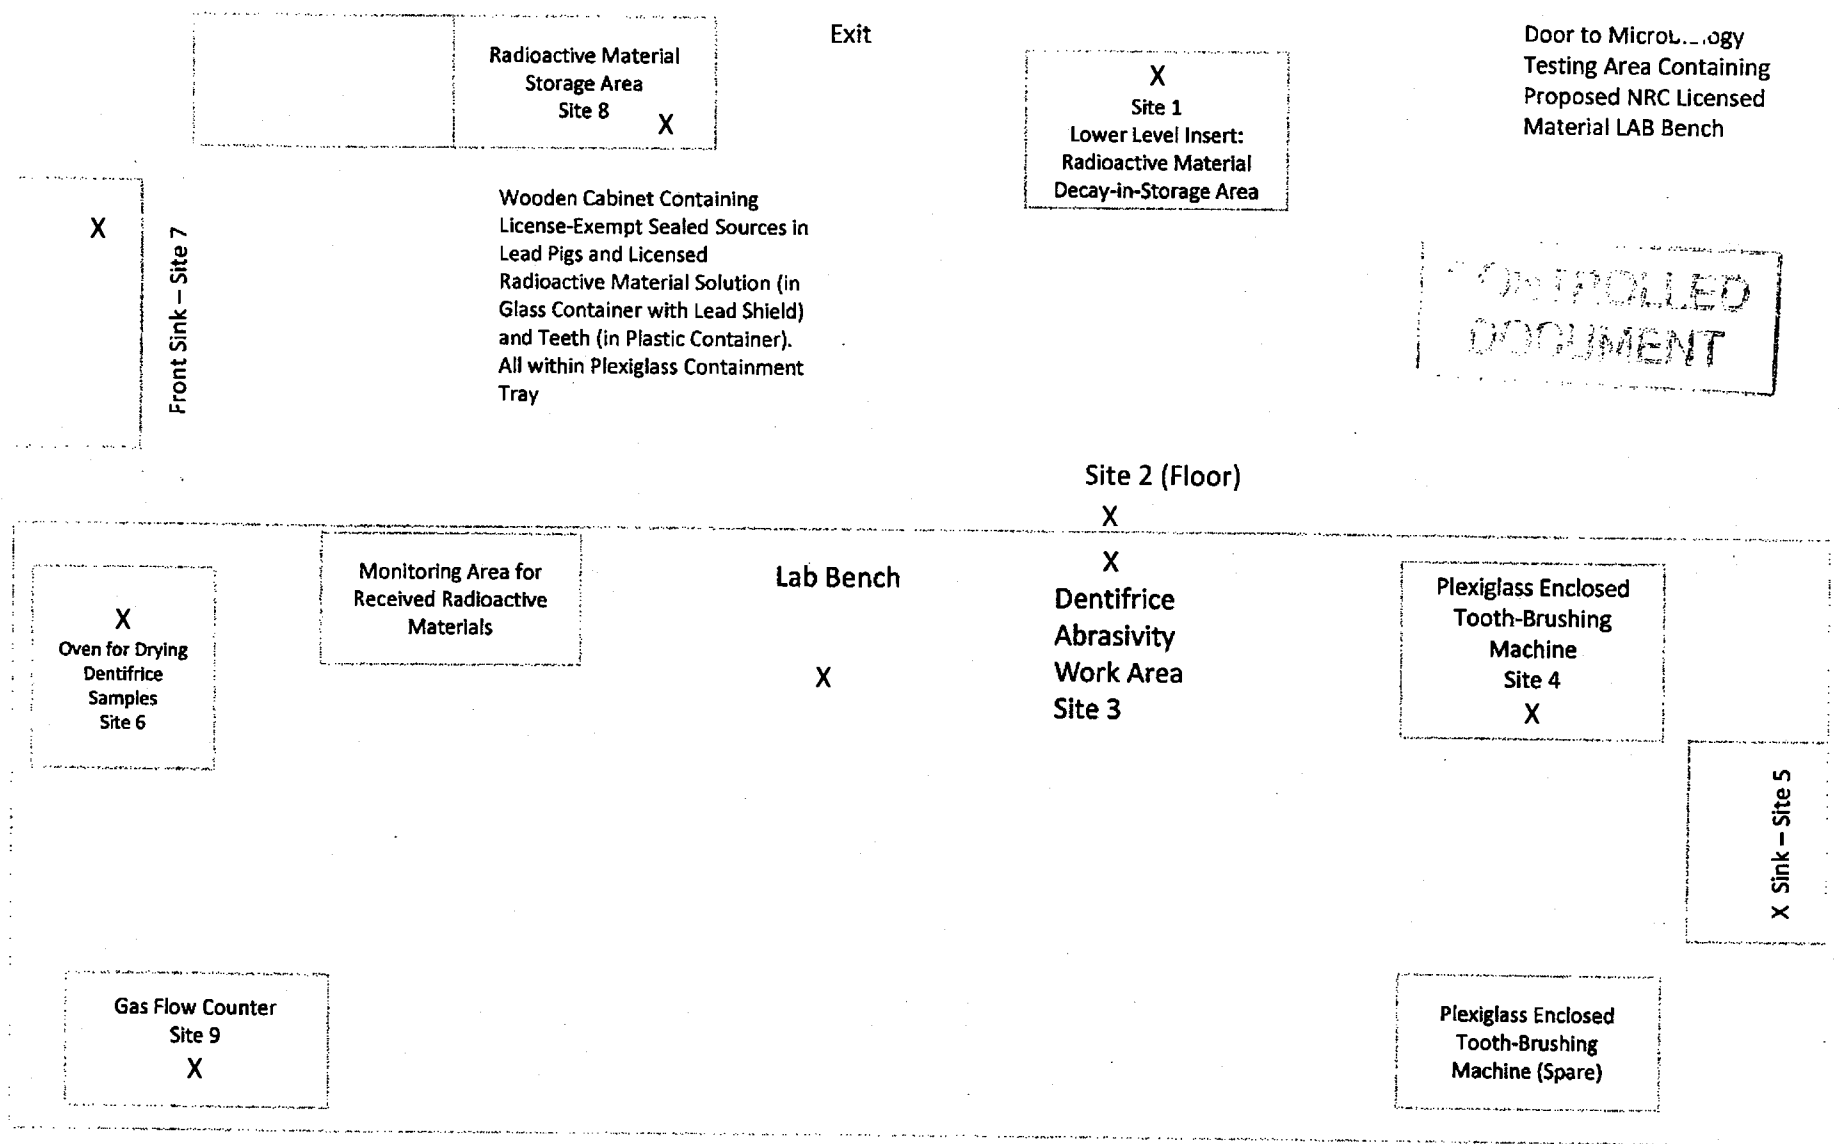 Exit
Radioactive Material
Storage Area
Site 8
X
X
Site 1
Lower Level Insert:
Radioactive Material
Decay-in-Storage Area
Door to
Testing Area Containing
Proposed NRC Licensed
Material LAB Bench
X
Front Sink – Site 7
Wooden Cabinet Containing
License-Exempt Sealed Sources in
Lead Pigs and Licensed
Radioactive Material Solution (in
Glass Container with Lead Shield)
and Teeth (in Plastic Container).
All within Plexiglass Containment
Tray
CONTROLLED
DOCUMENT
Site 2 (Floor)
X
X
Oven for Drying
Dentifrice
Samples
Site 6
Monitoring Area for
Received Radioactive
Materials
Lab Bench
X
X
Dentifrice
Abrasivity
Work Area
Site 3
Plexiglass Enclosed
Tooth-Brushing
Machine
Site 4
X
X Sink – Site 5
Gas Flow Counter
Site 9
X
Plexiglass Enclosed
Tooth-Brushing
Machine (Spare)